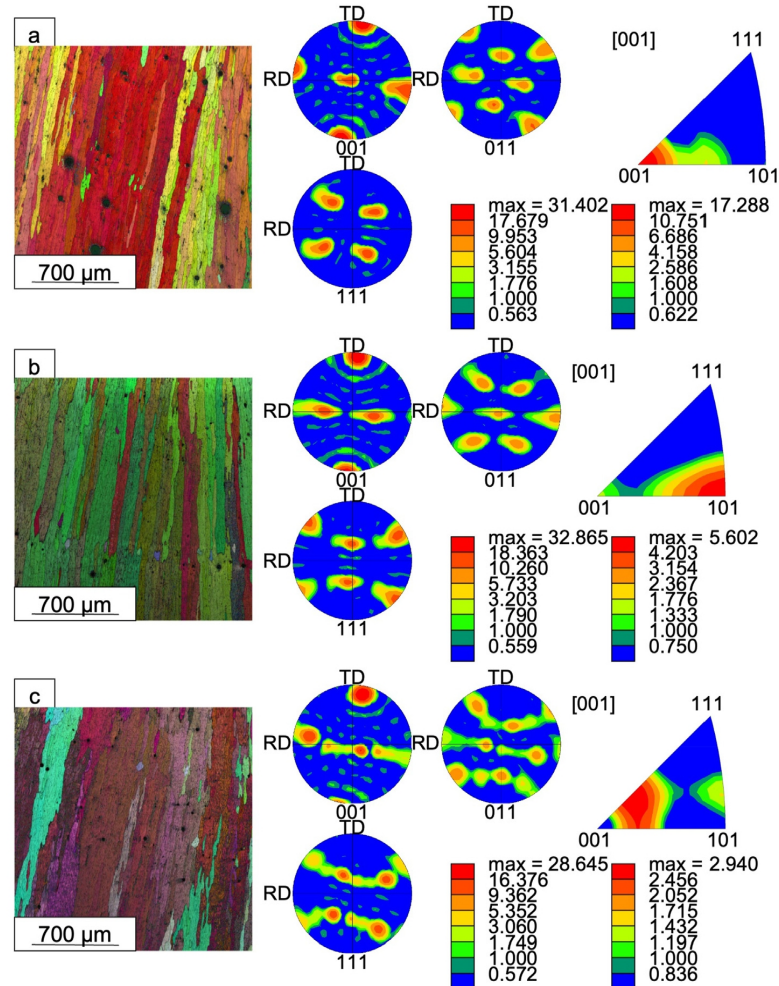 a
700 µm
TD
RD
001
TD
RD
011
TD
111
[001]
111
001
101
max = 31.402
17.679
9.953
5.604
3.155
1.776
1.000
0.563
max = 17.288
10.751
6.686
4.158
2.586
1.608
1.000
0.622
b
700 µm
TD
RD
001
TD
RD
011
TD
RD
111
[001]
111
001
101
max = 32.865
18.363
10.260
5.733
3.203
1.790
1.000
0.559
max = 5.602
4.203
3.154
2.367
1.776
1.333
1.000
0.750
c
700 µm
TD
RD
001
TD
RD
011
TD
RD
111
[001]
111
001
101
max = 28.645
16.376
9.362
5.352
3.060
1.749
1.000
0.572
max = 2.940
2.456
2.052
1.715
1.432
1.197
1.000
0.836